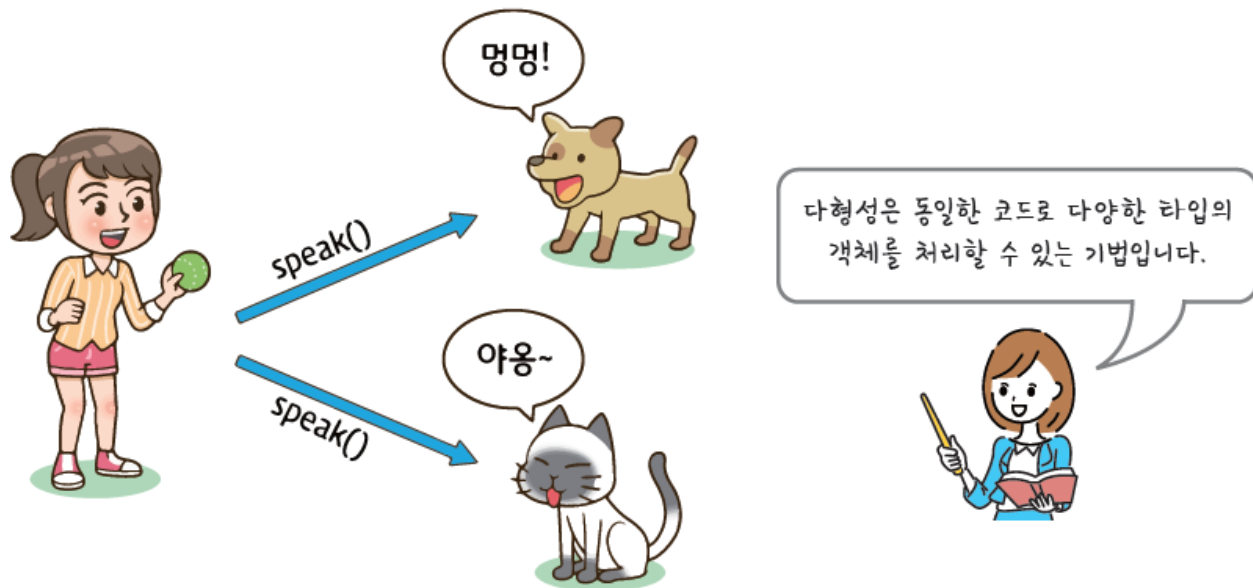 멍멍!
speak()
야옹~
speak()
다형성은 동일한 코드로 다양한 타입의
객체를 처리할 수 있는 기법입니다.